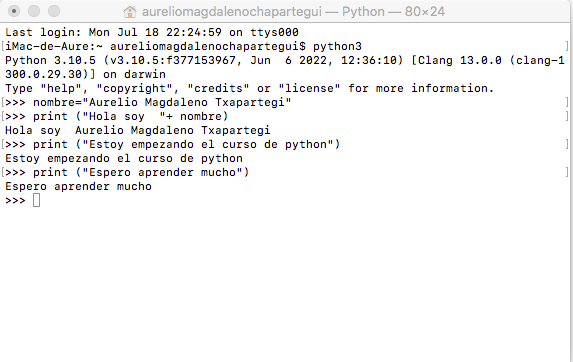 aureliomagdalenochapartegui — Python — 80×24
Last login: Mon Jul 18 22:24:59 on ttys000
[iMac-de-Aure:~ aureliomagdalenochapartegui$ python3 ]
Python 3.10.5 (v3.10.5:f377153967, Jun  6 2022, 12:36:10) [Clang 13.0.0 (clang-1
300.0.29.30)] on darwin
Type "help", "copyright", "credits" or "license" for more information.
[>>> nombre="Aurelio Magdaleno Txapartegi" ]
[>>> print ("Hola soy  "+ nombre) ]
Hola soy  Aurelio Magdaleno Txapartegi
[>>> print ("Estoy empezando el curso de python") ]
Estoy empezando el curso de python
[>>> print ("Espero aprender mucho") ]
Espero aprender mucho
>>>